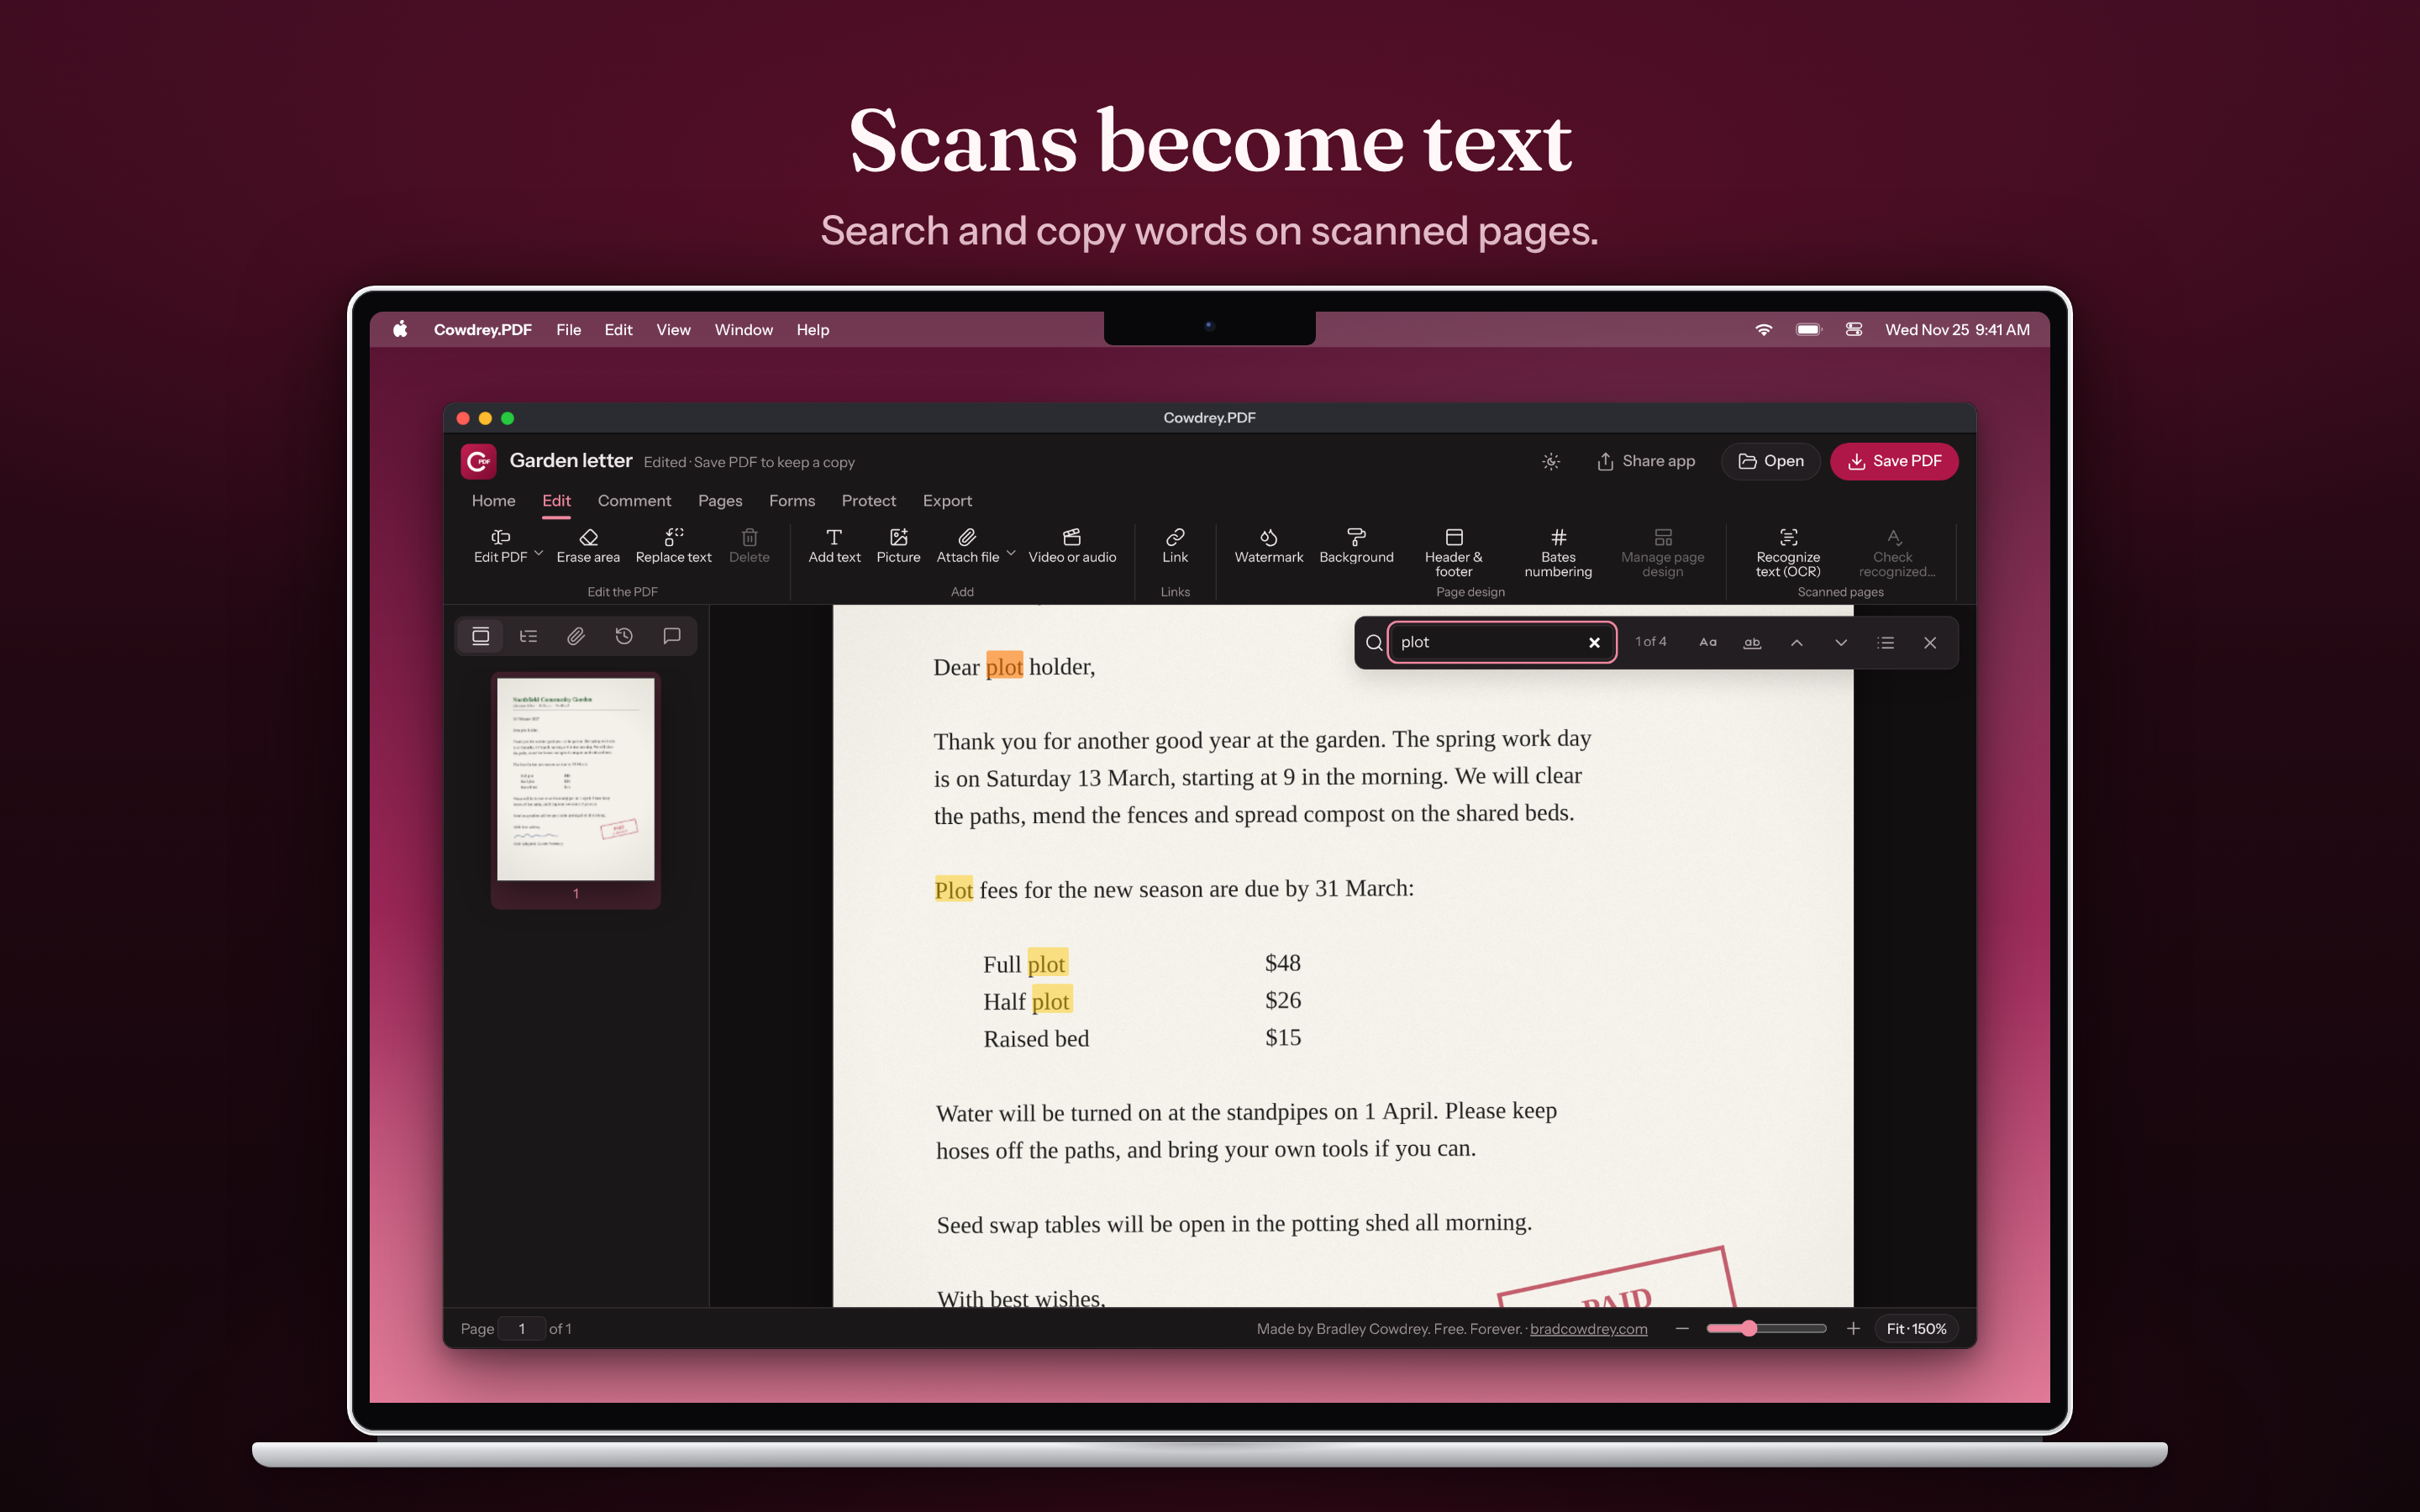 Scans become text
Search and copy words on scanned pages.
Cowdrey.PDF File Edit View Window Help
Wed Nov 25 9:41 AM
Cowdrey.PDF
PDF
Garden letter Edited · Save PDF to keep a copy
Share app Open Save PDF
Home Edit Comment Pages Forms Protect Export
Edit PDF Erase area Replace text Delete
Edit the PDF
Add text Picture Attach file Video or audio
Add
Link
Links
Watermark Background Header & footer Bates numbering Manage page design
Page design
Recognize text (OCR) Check recognized...
Scanned pages
plot 1 of 4 Aa ab
Northfield Community Garden
1
Dear plot holder,
Thank you for another good year at the garden. The spring work day
is on Saturday 13 March, starting at 9 in the morning. We will clear
the paths, mend the fences and spread compost on the shared beds.
Plot fees for the new season are due by 31 March:
Full plot $48
Half plot $26
Raised bed $15
Water will be turned on at the standpipes on 1 April. Please keep
hoses off the paths, and bring your own tools if you can.
Seed swap tables will be open in the potting shed all morning.
With best wishes,
PAID
Page 1 of 1
Made by Bradley Cowdrey. Free. Forever. · bradcowdrey.com
Fit · 150%